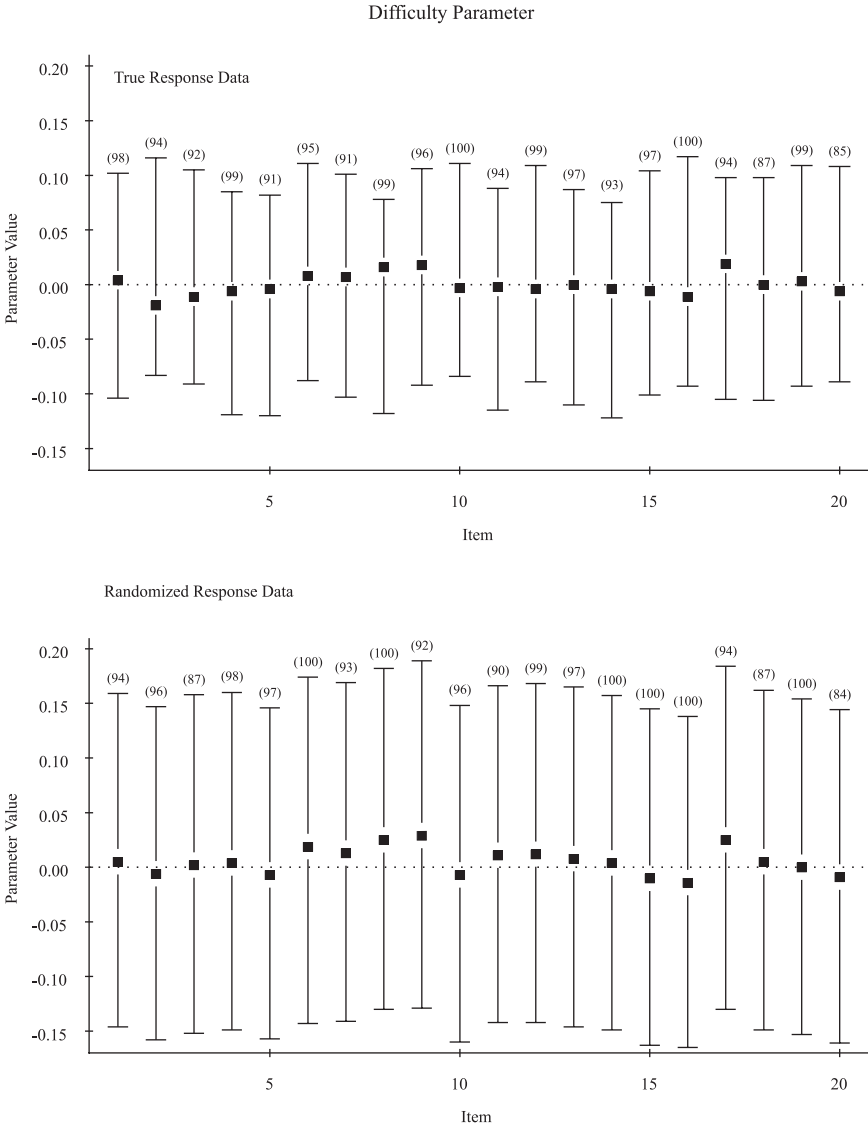 Difficulty Parameter
True Response Data
0.20
0.15
0.10
0.05
0.00
-0.05
-0.10
-0.15
Parameter Value
(98) (94) (92) (99) (91) (95) (91) (99) (96) (100) (94) (99) (97) (93) (97) (100) (94) (87) (99) (85)
5 10 15 20
Item
Randomized Response Data
0.20
0.15
0.10
0.05
0.00
-0.05
-0.10
-0.15
Parameter Value
(94) (96) (87) (98) (97) (100) (93) (100) (92) (96) (90) (99) (97) (100) (100) (100) (94) (87) (100) (84)
5 10 15 20
Item